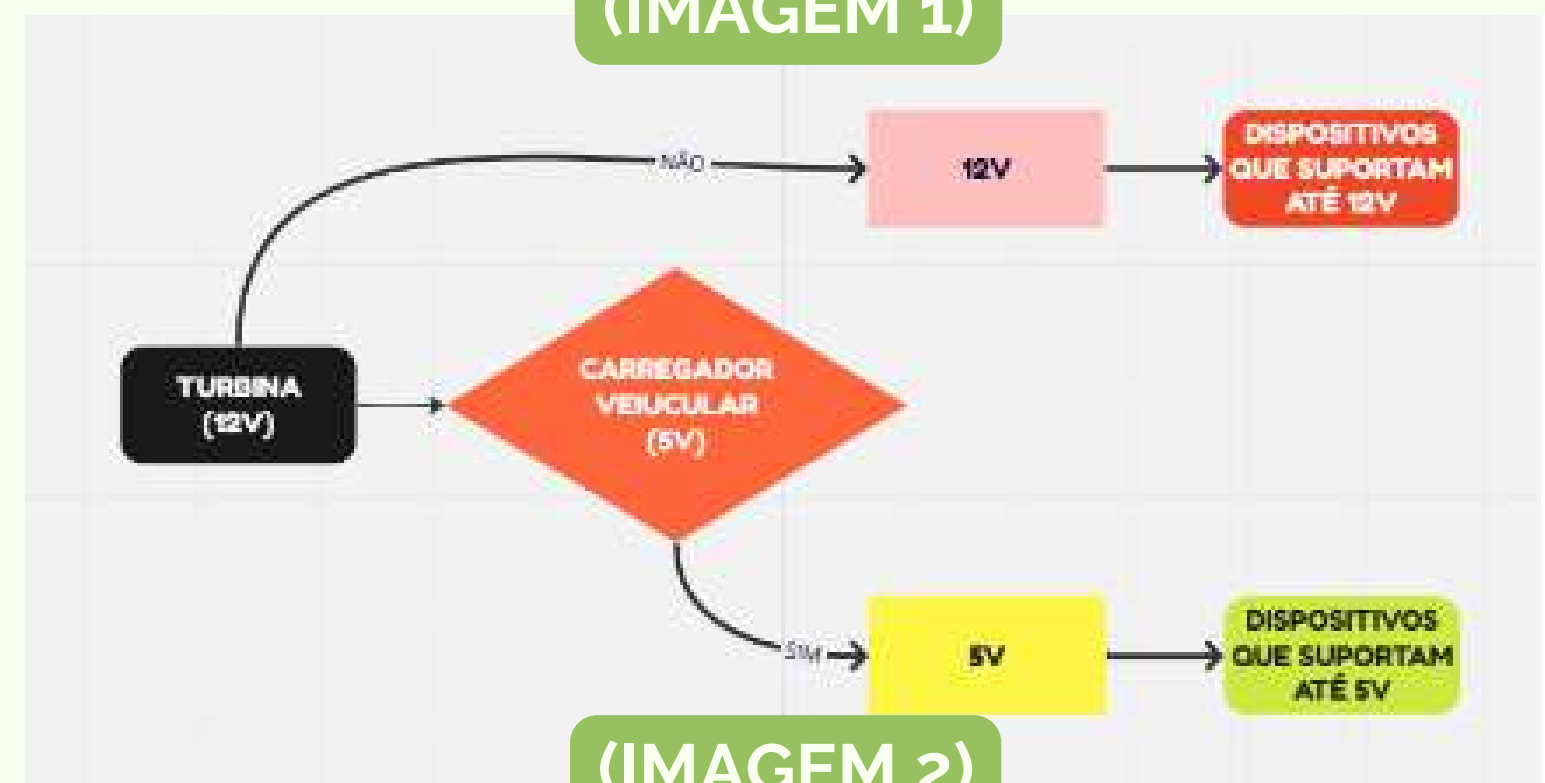 (IMAGEM 1)
NÃO
12V
DISPOSITIVOS
QUE SUPORTAM
ATÉ 12V
TURBINA
(12V)
CARREGADOR
VEIUCULAR
(5V)
SIM
5V
DISPOSITIVOS
QUE SUPORTAM
ATÉ 5V
(IMAGEM 2)